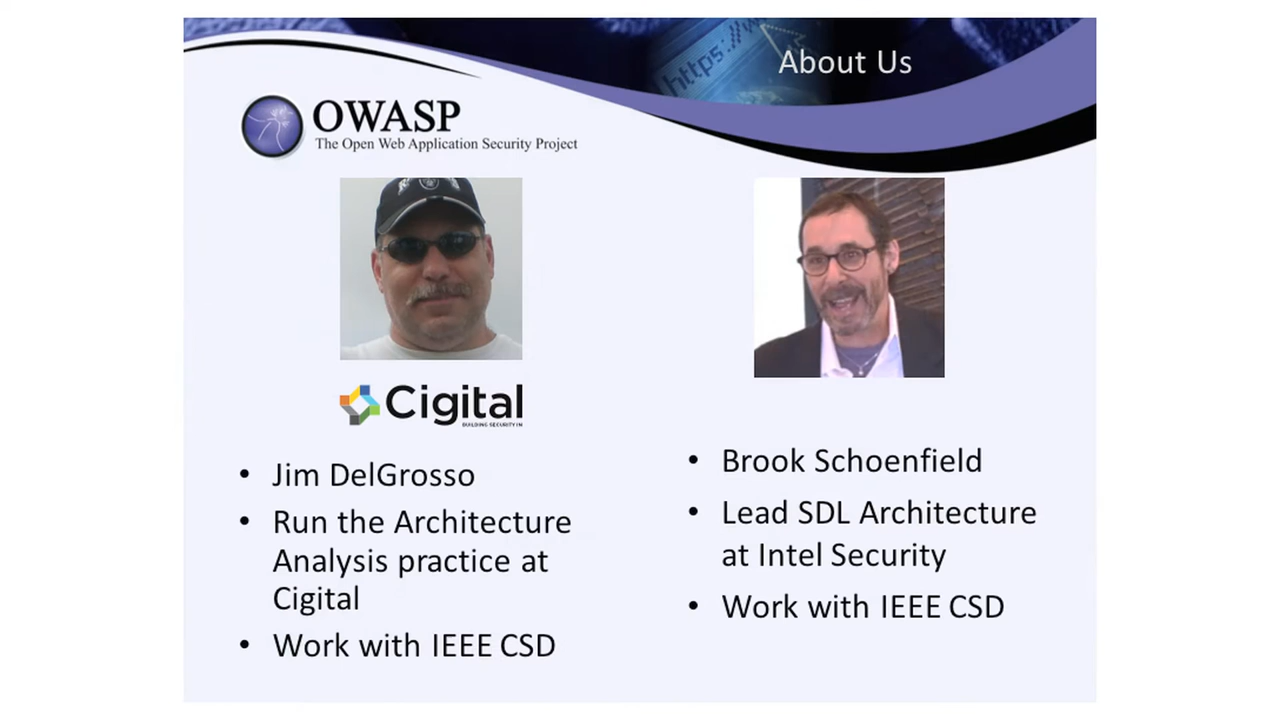 https://w
About Us
OWASP
The Open Web Application Security Project
Cigital
BUILDING SECURITY IN
• Jim DelGrosso
• Run the Architecture
Analysis practice at
Cigital
• Work with IEEE CSD
• Brook Schoenfield
• Lead SDL Architecture
at Intel Security
• Work with IEEE CSD